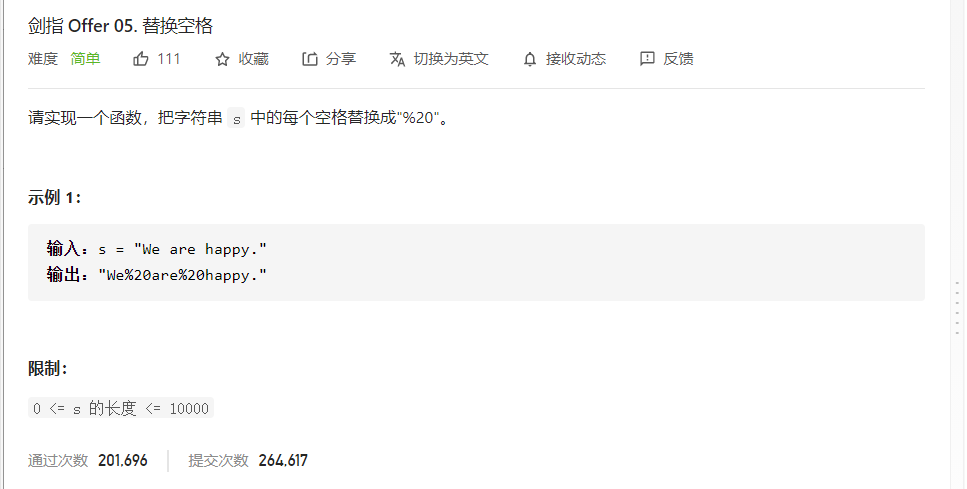 剑指 Offer 05. 替换空格
难度 简单 111 收藏 分享 切换为英文 接收动态 反馈
请实现一个函数，把字符串 s 中的每个空格替换成"%20"。
示例 1：
输入：s = "We are happy."
输出："We%20are%20happy."
限制：
0 <= s 的长度 <= 10000
通过次数 201,696 提交次数 264,617